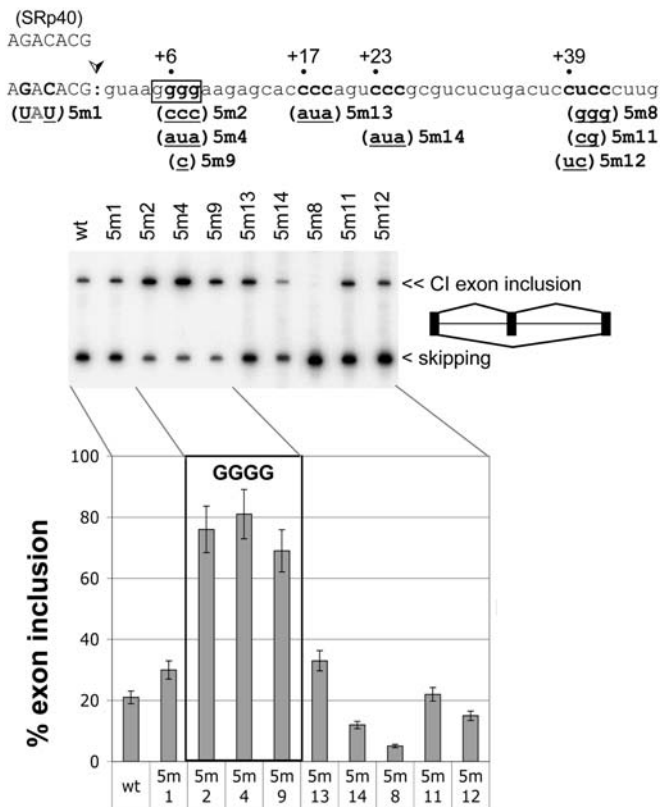 (SRp40)
AGACACG
+6 +17 +23 +39
AGACACG:guaaggggaagagcaccccaguccccgcgucucugacuccuccccuug
(UAU)5m1 (ccc)5m2 (aua)5m13 (ggg)5m8
(aua)5m4 (aua)5m14 (cg)5m11
(c)5m9 (uc)5m12
wt 5m1 5m2 5m4 5m9 5m13 5m14 5m8 5m11 5m12
<< CI exon inclusion
< skipping
GGGG
% exon inclusion
100
80
60
40
20
0
wt 5m 1 5m 2 5m 4 5m 9 5m 13 5m 14 5m 8 5m 11 5m 12